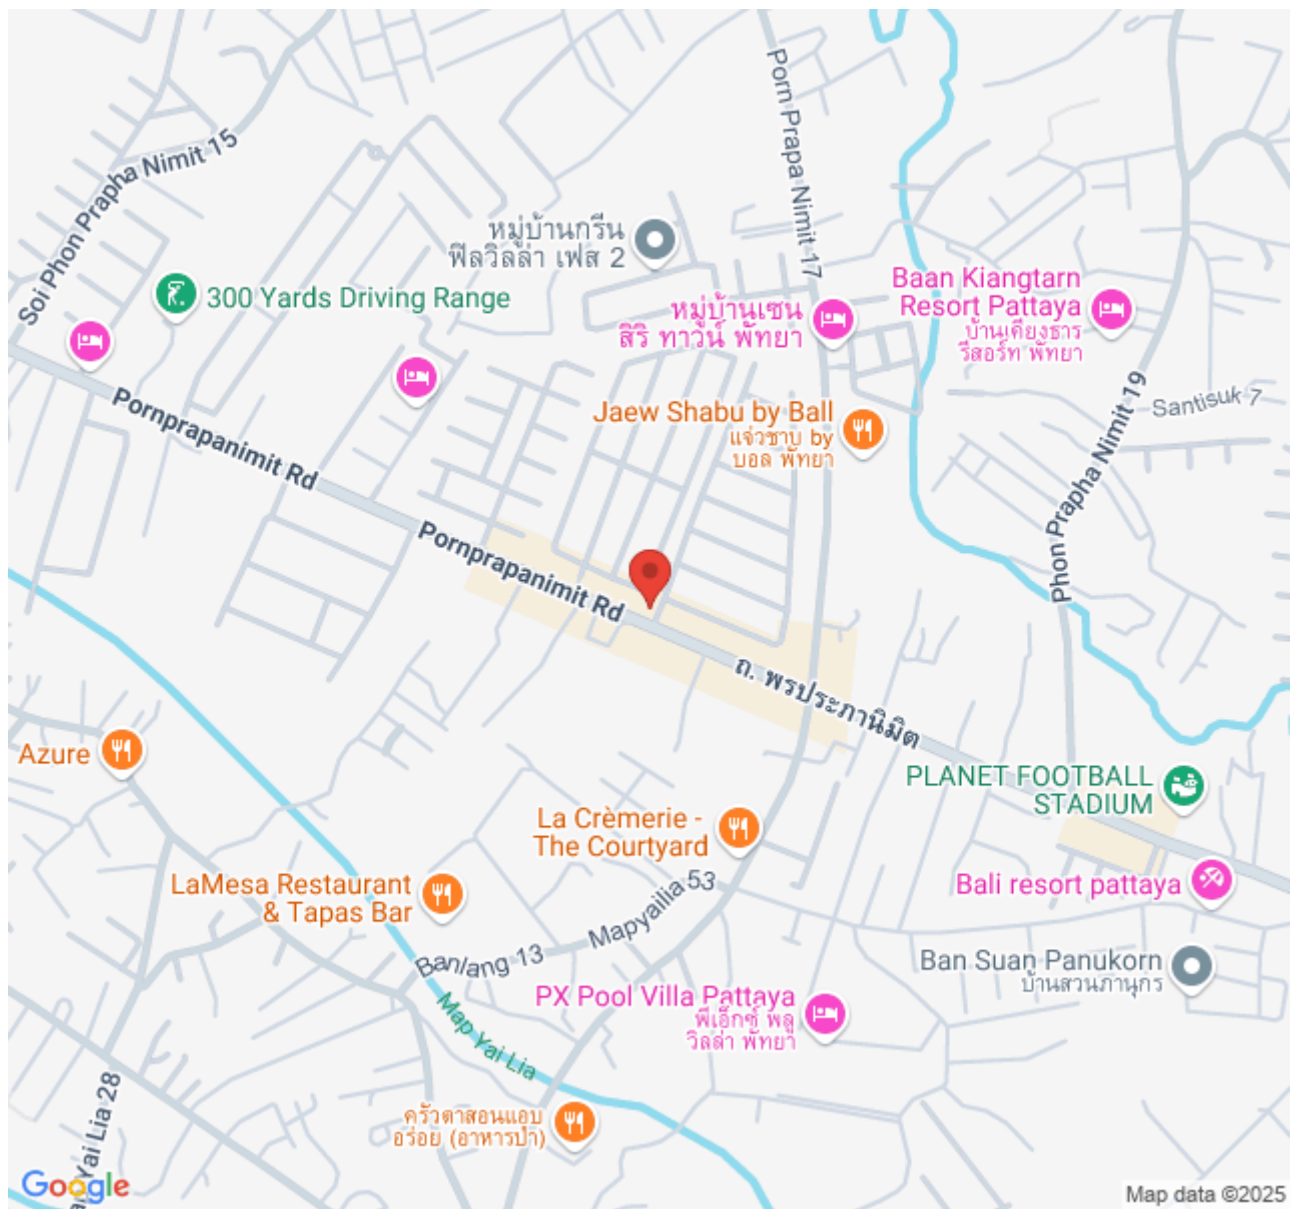 Porn Prapa Nimit 17
Soi Phon Prapha Nimit 15
หมู่บ้านกรีน
ฟิลวิลล่า เฟส 2
300 Yards Driving Range
หมู่บ้านเซน
สิริ ทาวน์ พัทยา
Baan Kiangtarn
Resort Pattaya
บ้านเคียงธาร
รีสอร์ท พัทยา
Pornprapanimit Rd
Jaew Shabu by Ball
แจ่วชาบู by
บอล พัทยา
Santisuk 7
Phon Prapha Nimit 19
Pornprapanimit Rd
ถ. พรประภานิมิต
Azure
PLANET FOOTBALL
STADIUM
La Crèmerie -
The Courtyard
LaMesa Restaurant
& Tapas Bar
Bali resort pattaya
Mapyailia 53
Banlang 13
Ban Suan Panukorn
บ้านสวนภานุกร
PX Pool Villa Pattaya
พีเอ็กซ์ พลู
วิลล่า พัทยา
Map Yai Lia
ครัวตาสอนแอบ
อร่อย (อาหารป่า)
Yai Lia 28
Google
Map data ©2025